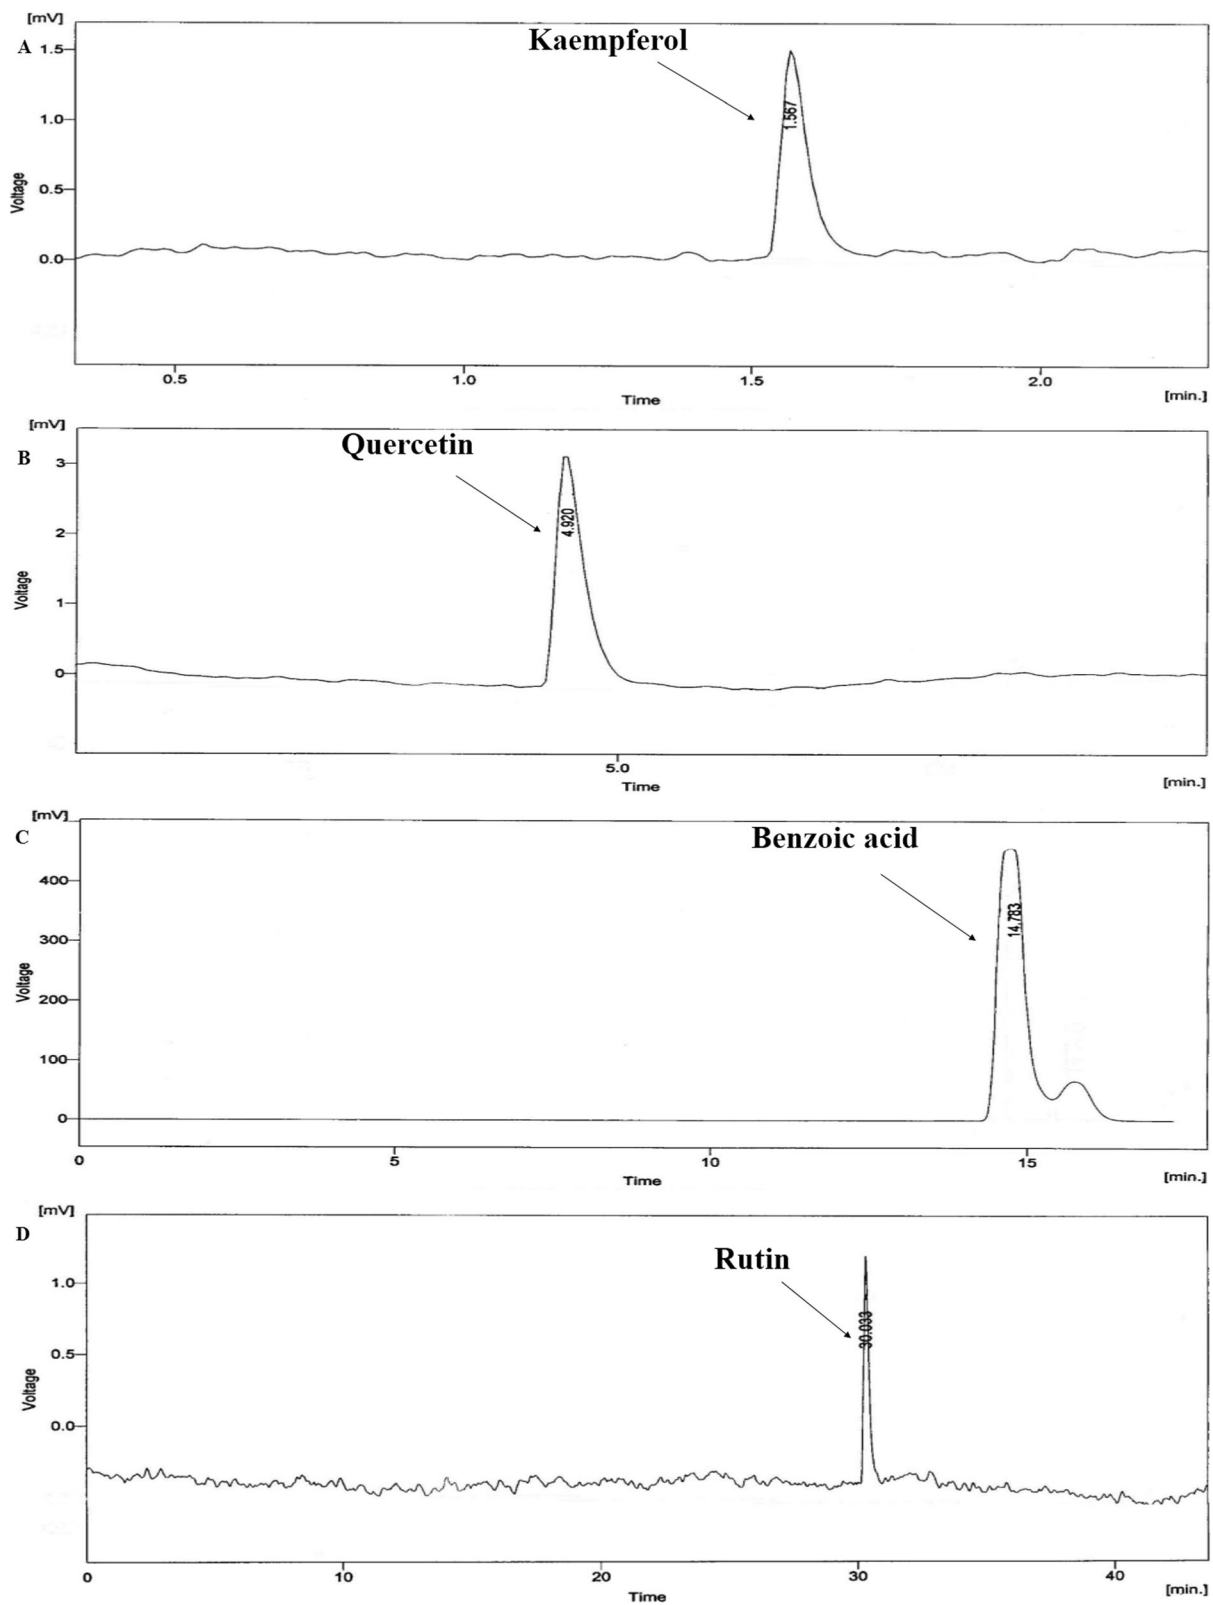 [mV]
A
Kaempferol
1.5
1.0
0.5
0.0
Voltage
1.567
0.5
1.0
1.5
2.0
Time
[min.]
[mV]
B
Quercetin
3
2
1
0
Voltage
4.920
5.0
Time
[min.]
[mV]
C
Benzoic acid
400
300
200
100
0
Voltage
14.783
0
5
10
15
Time
[min.]
[mV]
D
Rutin
1.0
0.5
0.0
Voltage
30.033
0
10
20
30
40
Time
[min.]